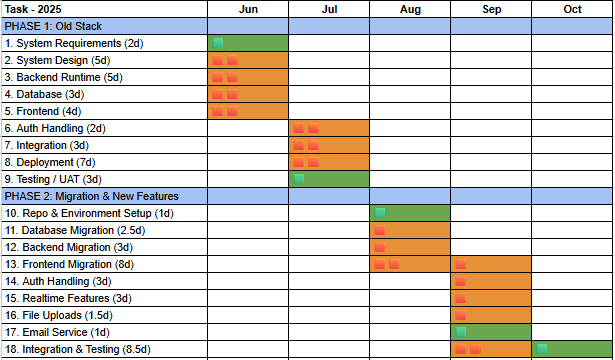 Task - 2025 Jun Jul Aug Sep Oct
PHASE 1: Old Stack
1. System Requirements (2d)
2. System Design (5d)
3. Backend Runtime (5d)
4. Database (3d)
5. Frontend (4d)
6. Auth Handling (2d)
7. Integration (3d)
8. Deployment (7d)
9. Testing / UAT (3d)
PHASE 2: Migration & New Features
10. Repo & Environment Setup (1d)
11. Database Migration (2.5d)
12. Backend Migration (3d)
13. Frontend Migration (8d)
14. Auth Handling (3d)
15. Realtime Features (3d)
16. File Uploads (1.5d)
17. Email Service (1d)
18. Integration & Testing (8.5d)